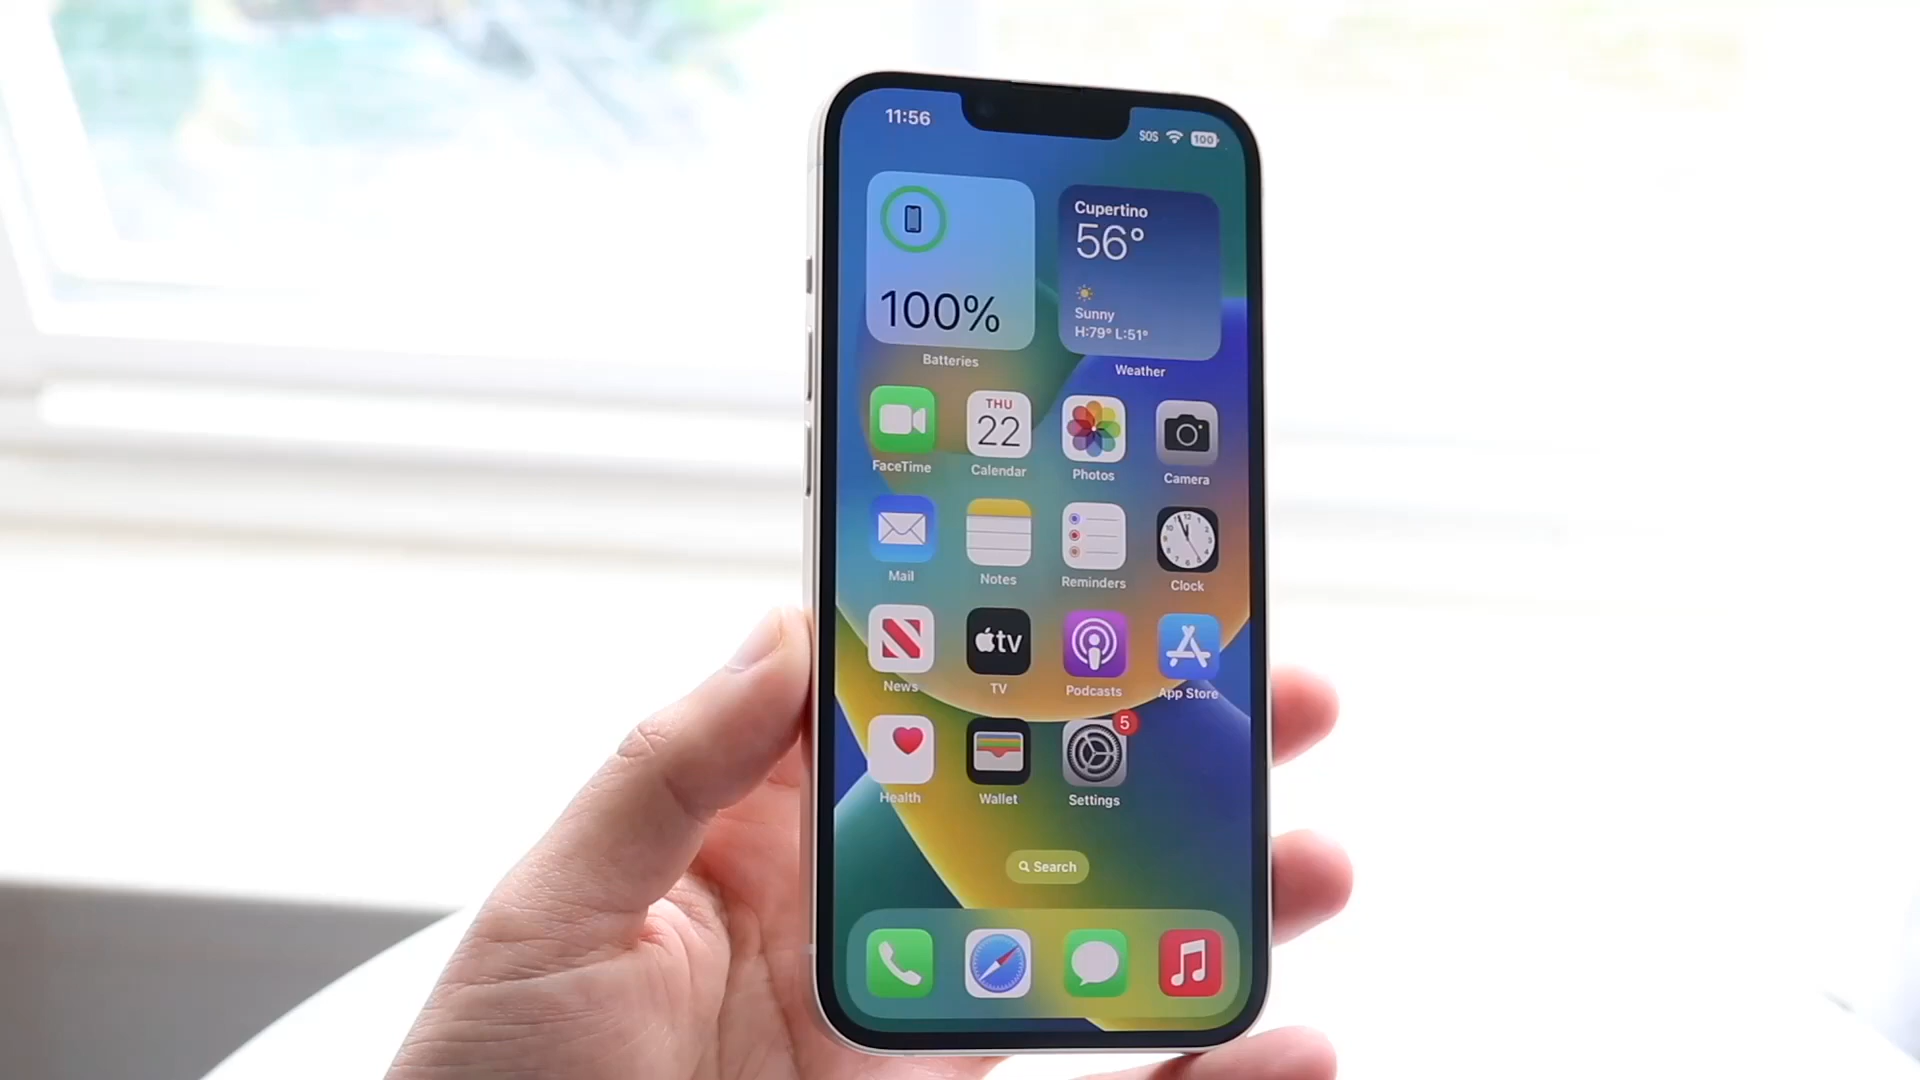 11:56
SOS
100
100%
Batteries
Cupertino
56°
Sunny
H:79° L:51°
Weather
THU
22
FaceTime
Calendar
Photos
Camera
Mail
Notes
Reminders
Clock
tv
News
TV
Podcasts
App Store
5
Health
Wallet
Settings
Search